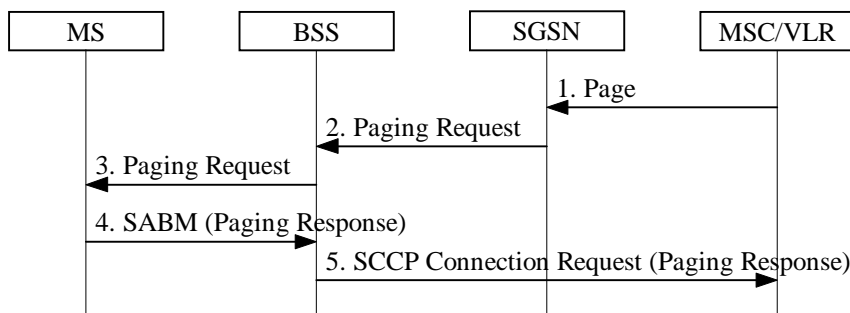 MS BSS SGSN MSC/VLR
1. Page
2. Paging Request
3. Paging Request
4. SABM (Paging Response)
5. SCCP Connection Request (Paging Response)